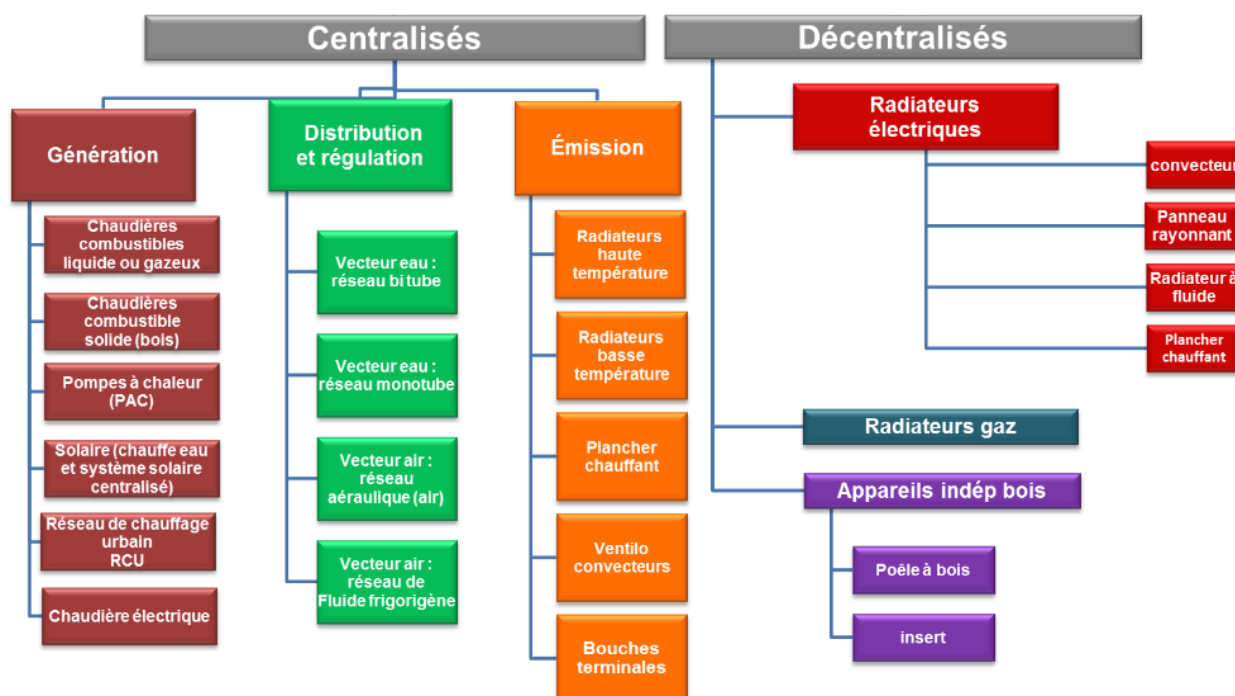 Centralisés
Génération
Chaudières
combustibles
liquide ou gazeux
Chaudières
combustible
solide (bois)
Pompes à chaleur
(PAC)
Solaire (chauffe eau
et système solaire
centralisé)
Réseau de chauffage
urbain
RCU
Chaudière électrique
Distribution
et régulation
Vecteur eau :
réseau bi tube
Vecteur eau :
réseau monotube
Vecteur air :
réseau
aéraulique (air)
Vecteur air :
réseau de
Fluide frigorigène
Émission
Radiateurs
haute
température
Radiateurs
basse
température
Plancher
chauffant
Ventilo
convecteurs
Bouches
terminales
Décentralisés
Radiateurs
électriques
convecteur
Panneau
rayonnant
Radiateur à
fluide
Plancher
chauffant
Radiateurs gaz
Appareils indép bois
Poêle à bois
insert